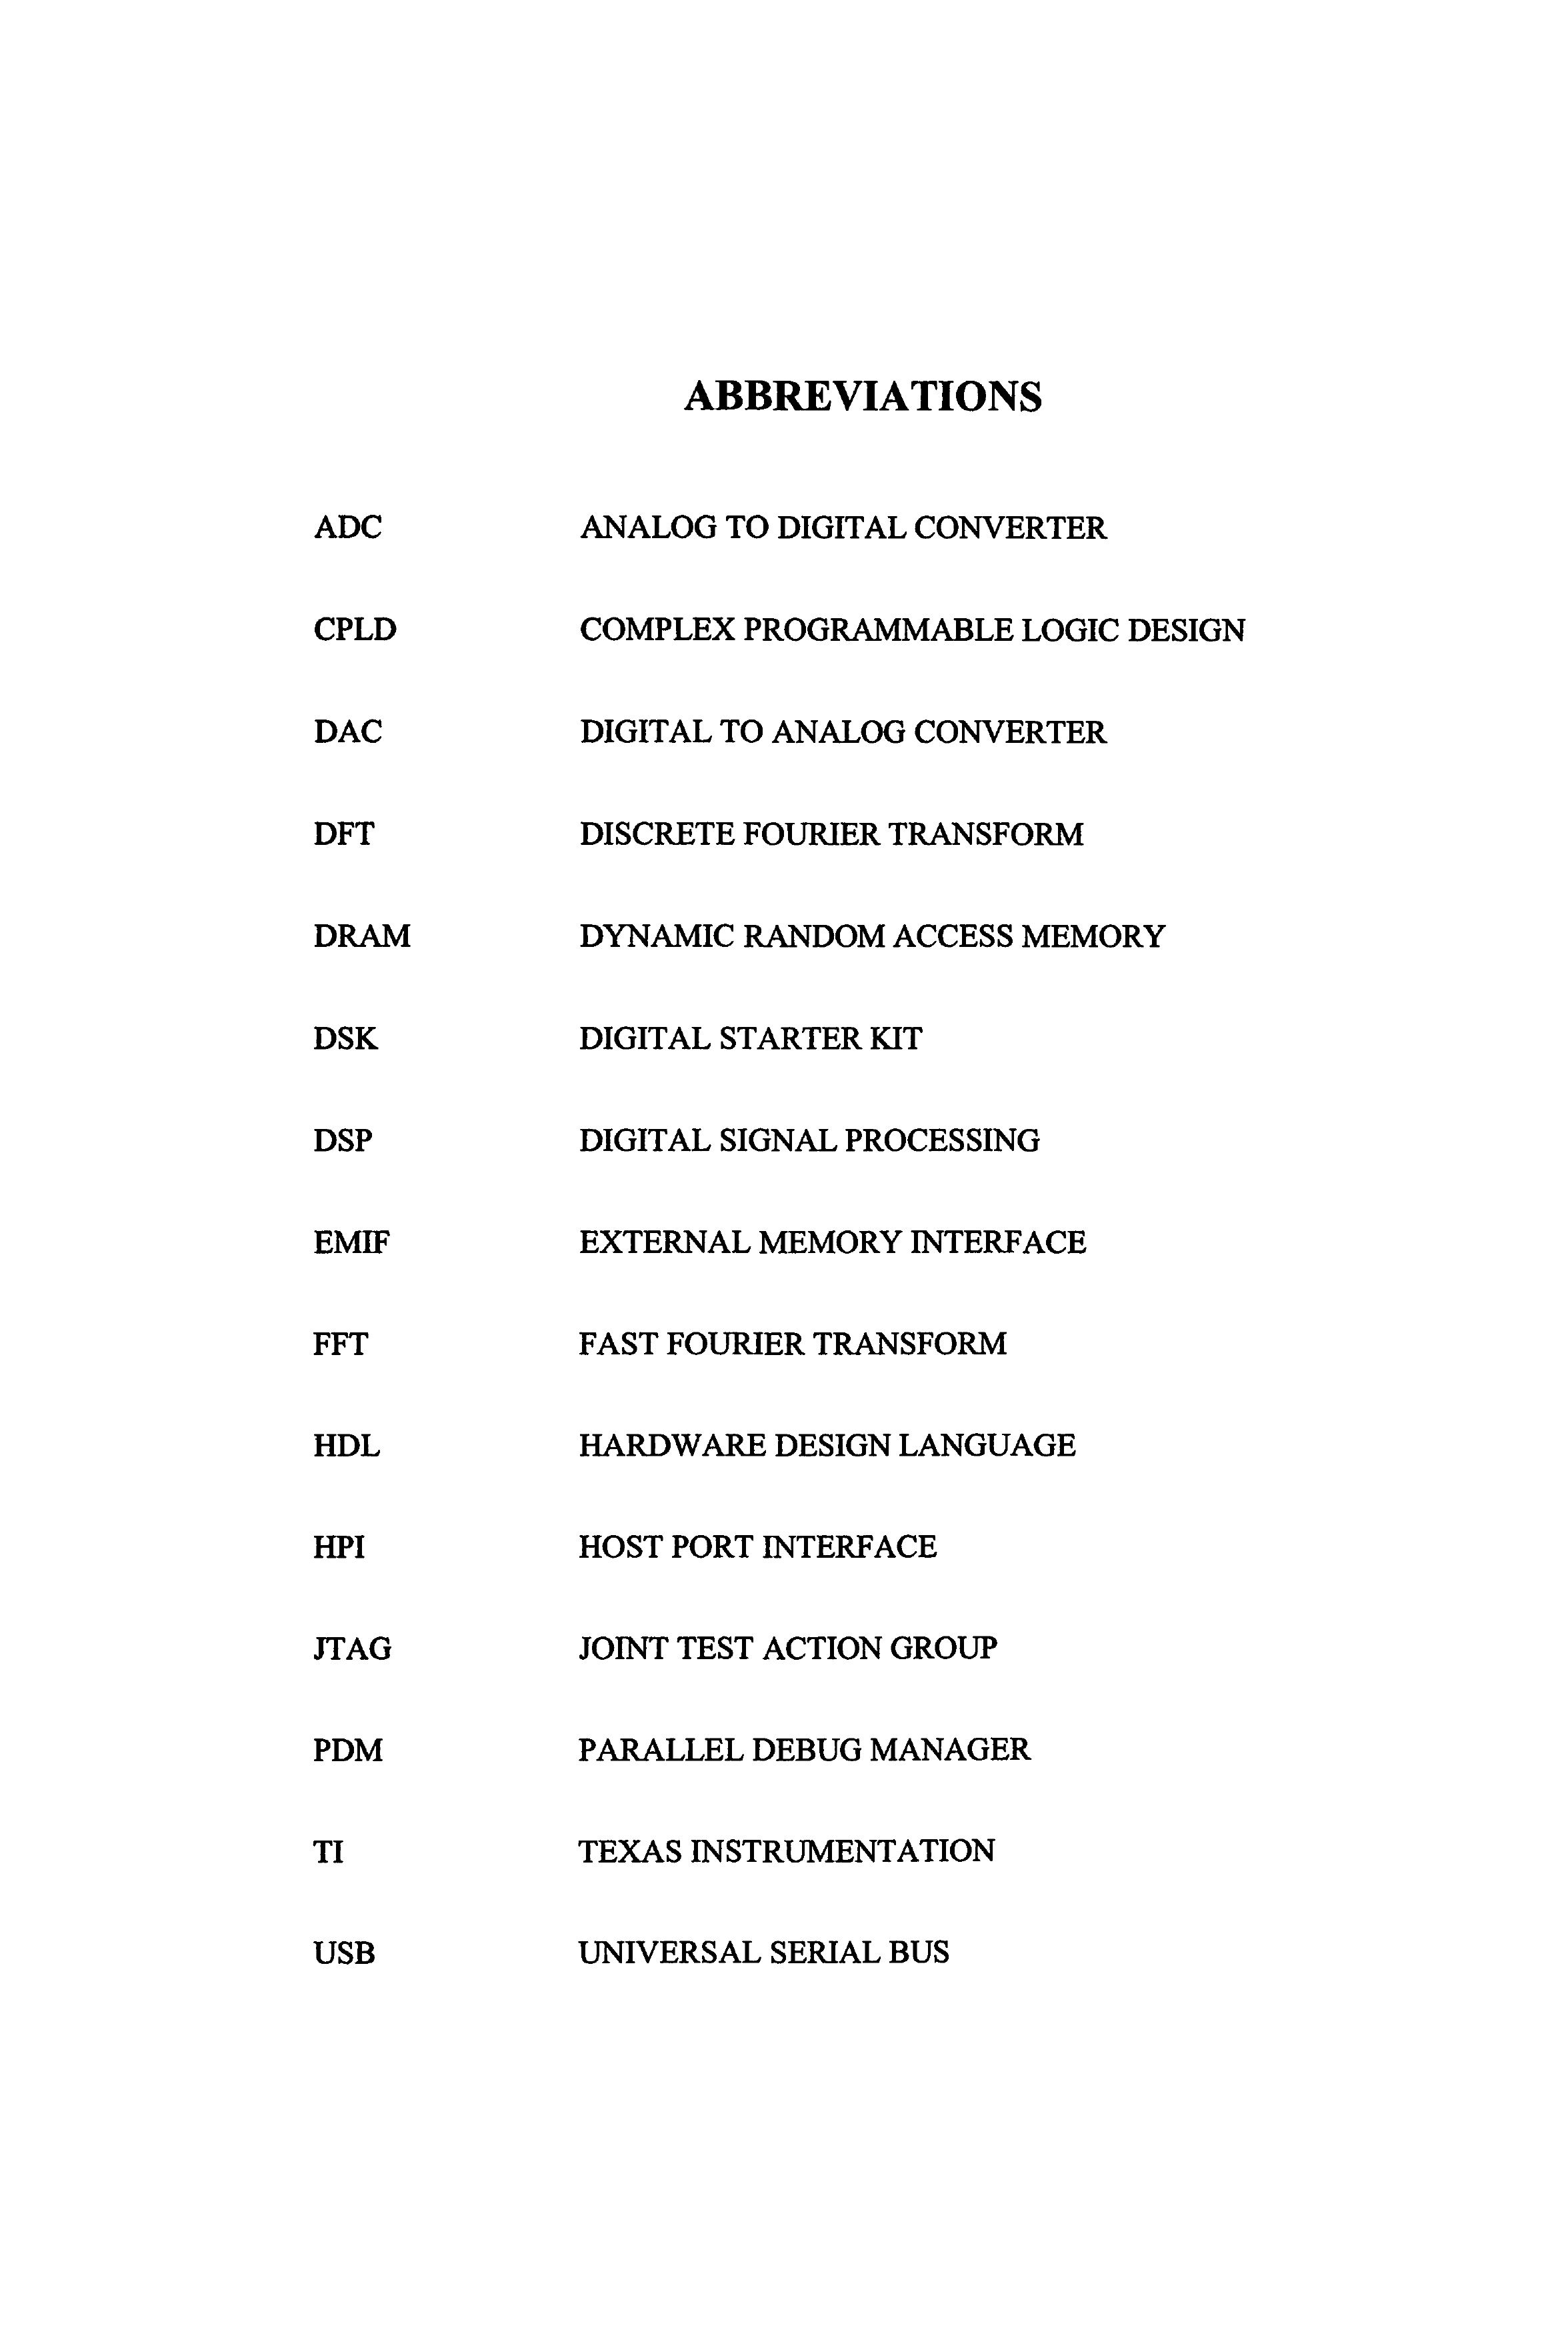 ABBREVIATIONS
ADC ANALOG TO DIGITAL CONVERTER
CPLD COMPLEX PROGRAMMABLE LOGIC DESIGN
DAC DIGITAL TO ANALOG CONVERTER
DFT DISCRETE FOURIER TRANSFORM
DRAM DYNAMIC RANDOM ACCESS MEMORY
DSK DIGITAL STARTER KIT
DSP DIGITAL SIGNAL PROCESSING
EMIF EXTERNAL MEMORY INTERFACE
FFT FAST FOURIER TRANSFORM
HDL HARDWARE DESIGN LANGUAGE
HPI HOST PORT INTERFACE
JTAG JOINT TEST ACTION GROUP
PDM PARALLEL DEBUG MANAGER
TI TEXAS INSTRUMENTATION
USB UNIVERSAL SERIAL BUS